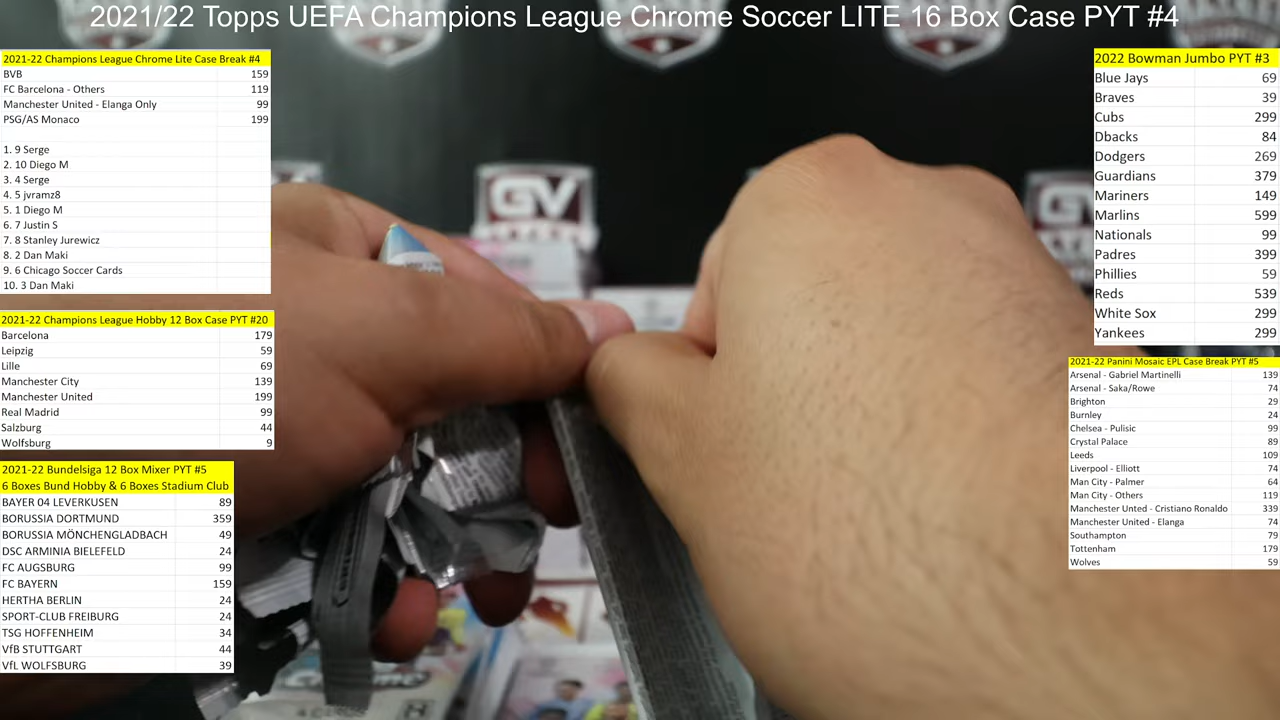 2021/22 Topps UEFA Champions League Chrome Soccer LITE 16 Box Case PYT #4
2021-22 Champions League Chrome Lite Case Break #4
BVB 159
FC Barcelona - Others 119
Manchester United - Elanga Only 99
PSG/AS Monaco 199
1. 9 Serge
2. 10 Diego M
3. 4 Serge
4. 5 jvramz8
5. 1 Diego M
6. 7 Justin S
7. 8 Stanley Jurewicz
8. 2 Dan Maki
9. 6 Chicago Soccer Cards
10. 3 Dan Maki
2021-22 Champions League Hobby 12 Box Case PYT #20
Barcelona 179
Leipzig 59
Lille 69
Manchester City 139
Manchester United 199
Real Madrid 99
Salzburg 44
Wolfsburg 9
2021-22 Bundelsiga 12 Box Mixer PYT #5
6 Boxes Bund Hobby & 6 Boxes Stadium Club
BAYER 04 LEVERKUSEN 89
BORUSSIA DORTMUND 359
BORUSSIA MÖNCHENGLADBACH 49
DSC ARMINIA BIELEFELD 24
FC AUGSBURG 99
FC BAYERN 159
HERTHA BERLIN 24
SPORT-CLUB FREIBURG 24
TSG HOFFENHEIM 34
VfB STUTTGART 44
VfL WOLFSBURG 39
2022 Bowman Jumbo PYT #3
Blue Jays 69
Braves 39
Cubs 299
Dbacks 84
Dodgers 269
Guardians 379
Mariners 149
Marlins 599
Nationals 99
Padres 399
Phillies 59
Reds 539
White Sox 299
Yankees 299
2021-22 Panini Mosaic EPL Case Break PYT #5
Arsenal - Gabriel Martinelli 139
Arsenal - Saka/Rowe 74
Brighton 29
Burnley 24
Chelsea - Pulisic 99
Crystal Palace 89
Leeds 109
Liverpool - Elliott 74
Man City - Palmer 64
Man City - Others 119
Manchester Unted - Cristiano Ronaldo 339
Manchester United - Elanga 74
Southampton 79
Tottenham 179
Wolves 59
GV